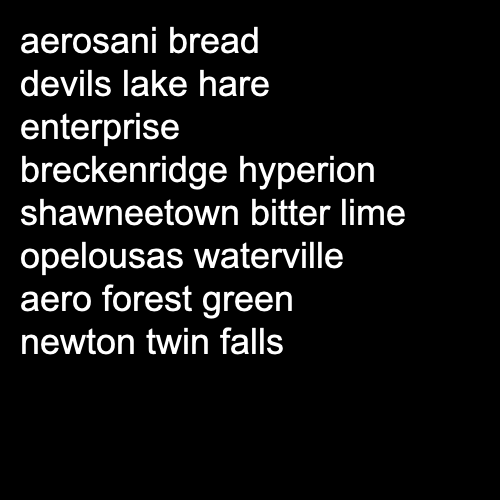 aerosani bread
devils lake hare
enterprise
breckenridge hyperion
shawneetown bitter lime
opelousas waterville
aero forest green
newton twin falls